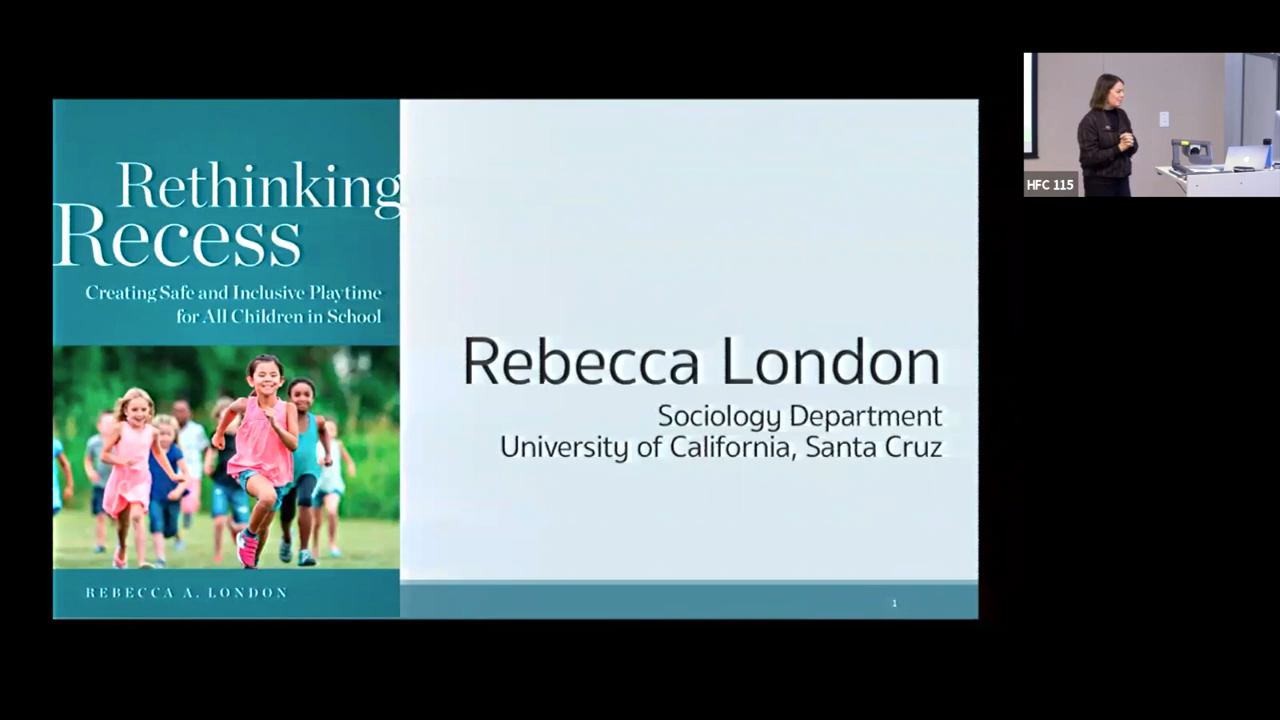 Rethinking
Recess
Creating Safe and Inclusive Playtime
for All Children in School
REBECCA A. LONDON
Rebecca London
Sociology Department
University of California, Santa Cruz
1
HFC 115